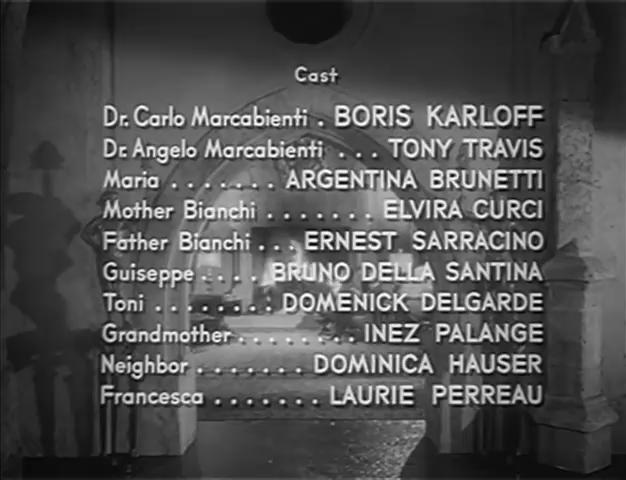 Cast
Dr. Carlo Marcabienti . BORIS KARLOFF
Dr. Angelo Marcabienti . . . TONY TRAVIS
Maria . . . . . . . ARGENTINA BRUNETTI
Mother Bianchi . . . . . . . ELVIRA CURCI
Father Bianchi . . . ERNEST SARRACINO
Guiseppe . . . . BRUNO DELLA SANTINA
Toni . . . . . . . . DOMENICK DELGARDE
Grandmother . . . . . . . . INEZ PALANGE
Neighbor . . . . . . . DOMINICA HAUSER
Francesca . . . . . . . LAURIE PERREAU